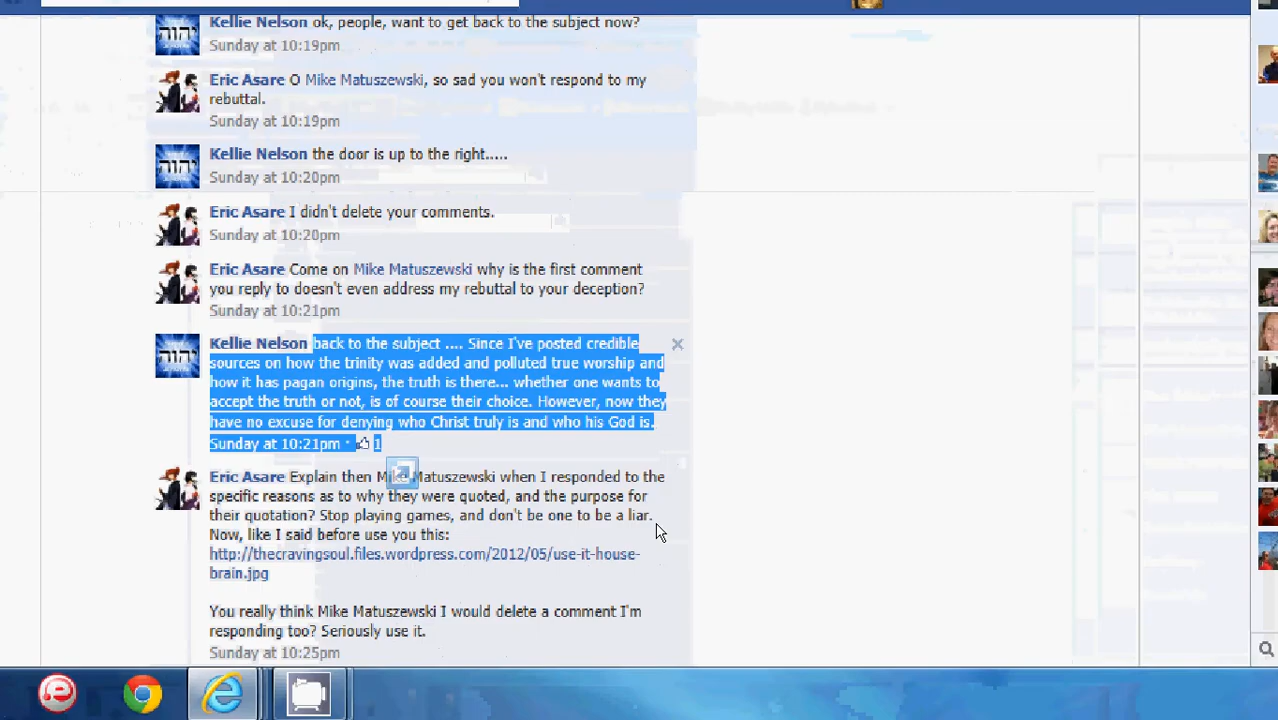 Kellie Nelson ok, people, want to get back to the subject now?
Sunday at 10:19pm
Eric Asare O Mike Matuszewski, so sad you won't respond to my
rebuttal.
Sunday at 10:19pm
Kellie Nelson the door is up to the right.....
Sunday at 10:20pm
Eric Asare I didn't delete your comments.
Sunday at 10:20pm
Eric Asare Come on Mike Matuszewski why is the first comment
you reply to doesn't even address my rebuttal to your deception?
Sunday at 10:21pm
Kellie Nelson back to the subject .... Since I've posted credible
sources on how the trinity was added and polluted true worship and
how it has pagan origins, the truth is there... whether one wants to
accept the truth or not, is of course their choice. However, now they
have no excuse for denying who Christ truly is and who his God is.
Sunday at 10:21pm · 1
Eric Asare Explain then Mike Matuszewski when I responded to the
specific reasons as to why they were quoted, and the purpose for
their quotation? Stop playing games, and don't be one to be a liar.
Now, like I said before use you this:
http://thecravingsoul.files.wordpress.com/2012/05/use-it-house-
brain.jpg
You really think Mike Matuszewski I would delete a comment I'm
responding too? Seriously use it.
Sunday at 10:25pm